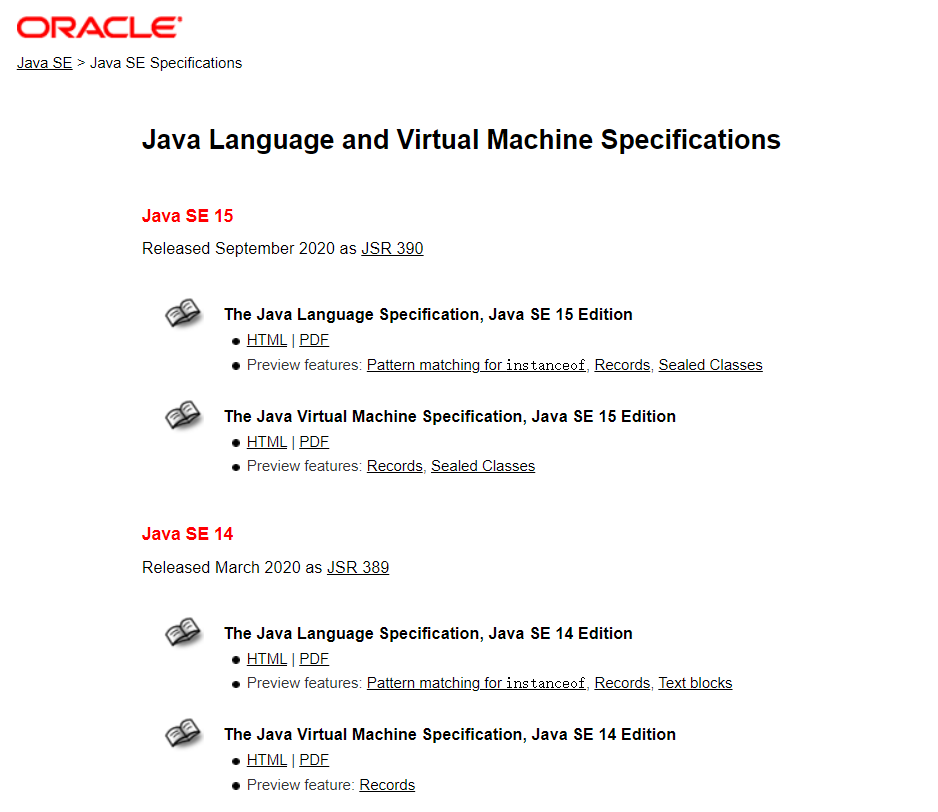 ORACLE
Java SE > Java SE Specifications
Java Language and Virtual Machine Specifications
Java SE 15
Released September 2020 as JSR 390
The Java Language Specification, Java SE 15 Edition
● HTML | PDF
● Preview features: Pattern matching for instanceof, Records, Sealed Classes
The Java Virtual Machine Specification, Java SE 15 Edition
● HTML | PDF
● Preview features: Records, Sealed Classes
Java SE 14
Released March 2020 as JSR 389
The Java Language Specification, Java SE 14 Edition
● HTML | PDF
● Preview features: Pattern matching for instanceof, Records, Text blocks
The Java Virtual Machine Specification, Java SE 14 Edition
● HTML | PDF
● Preview feature: Records